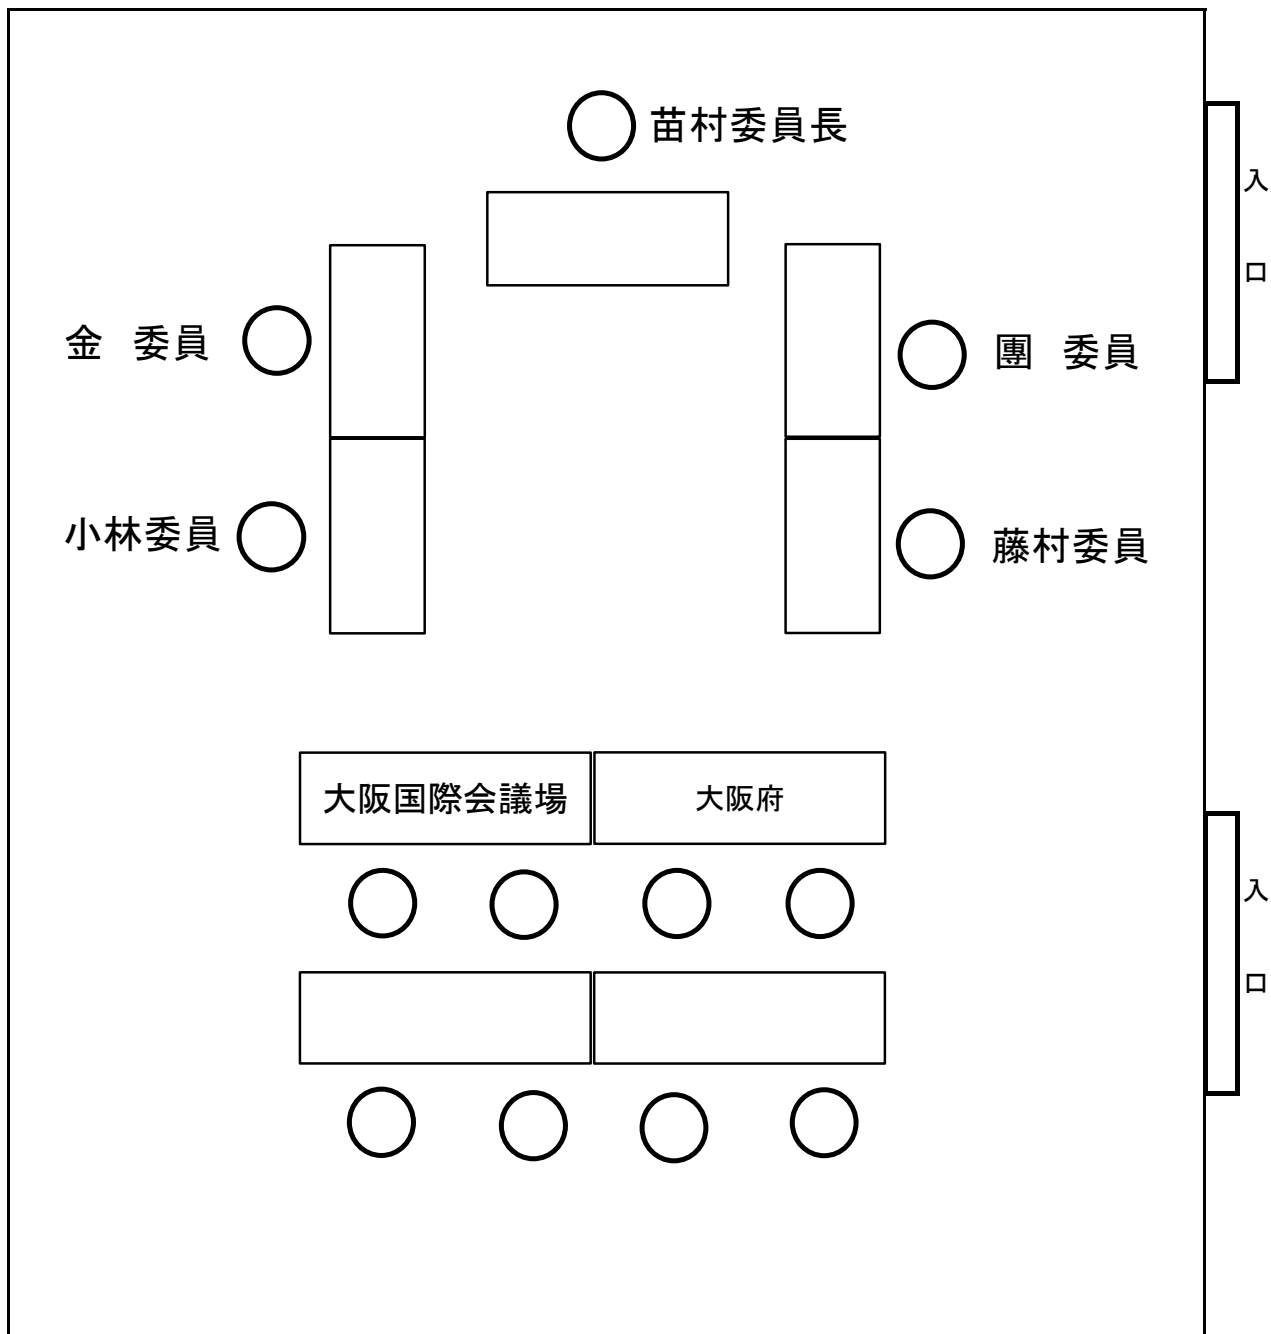 苗村委員長
入口
金　委員
團　委員
小林委員
藤村委員
大阪国際会議場
大阪府
入口